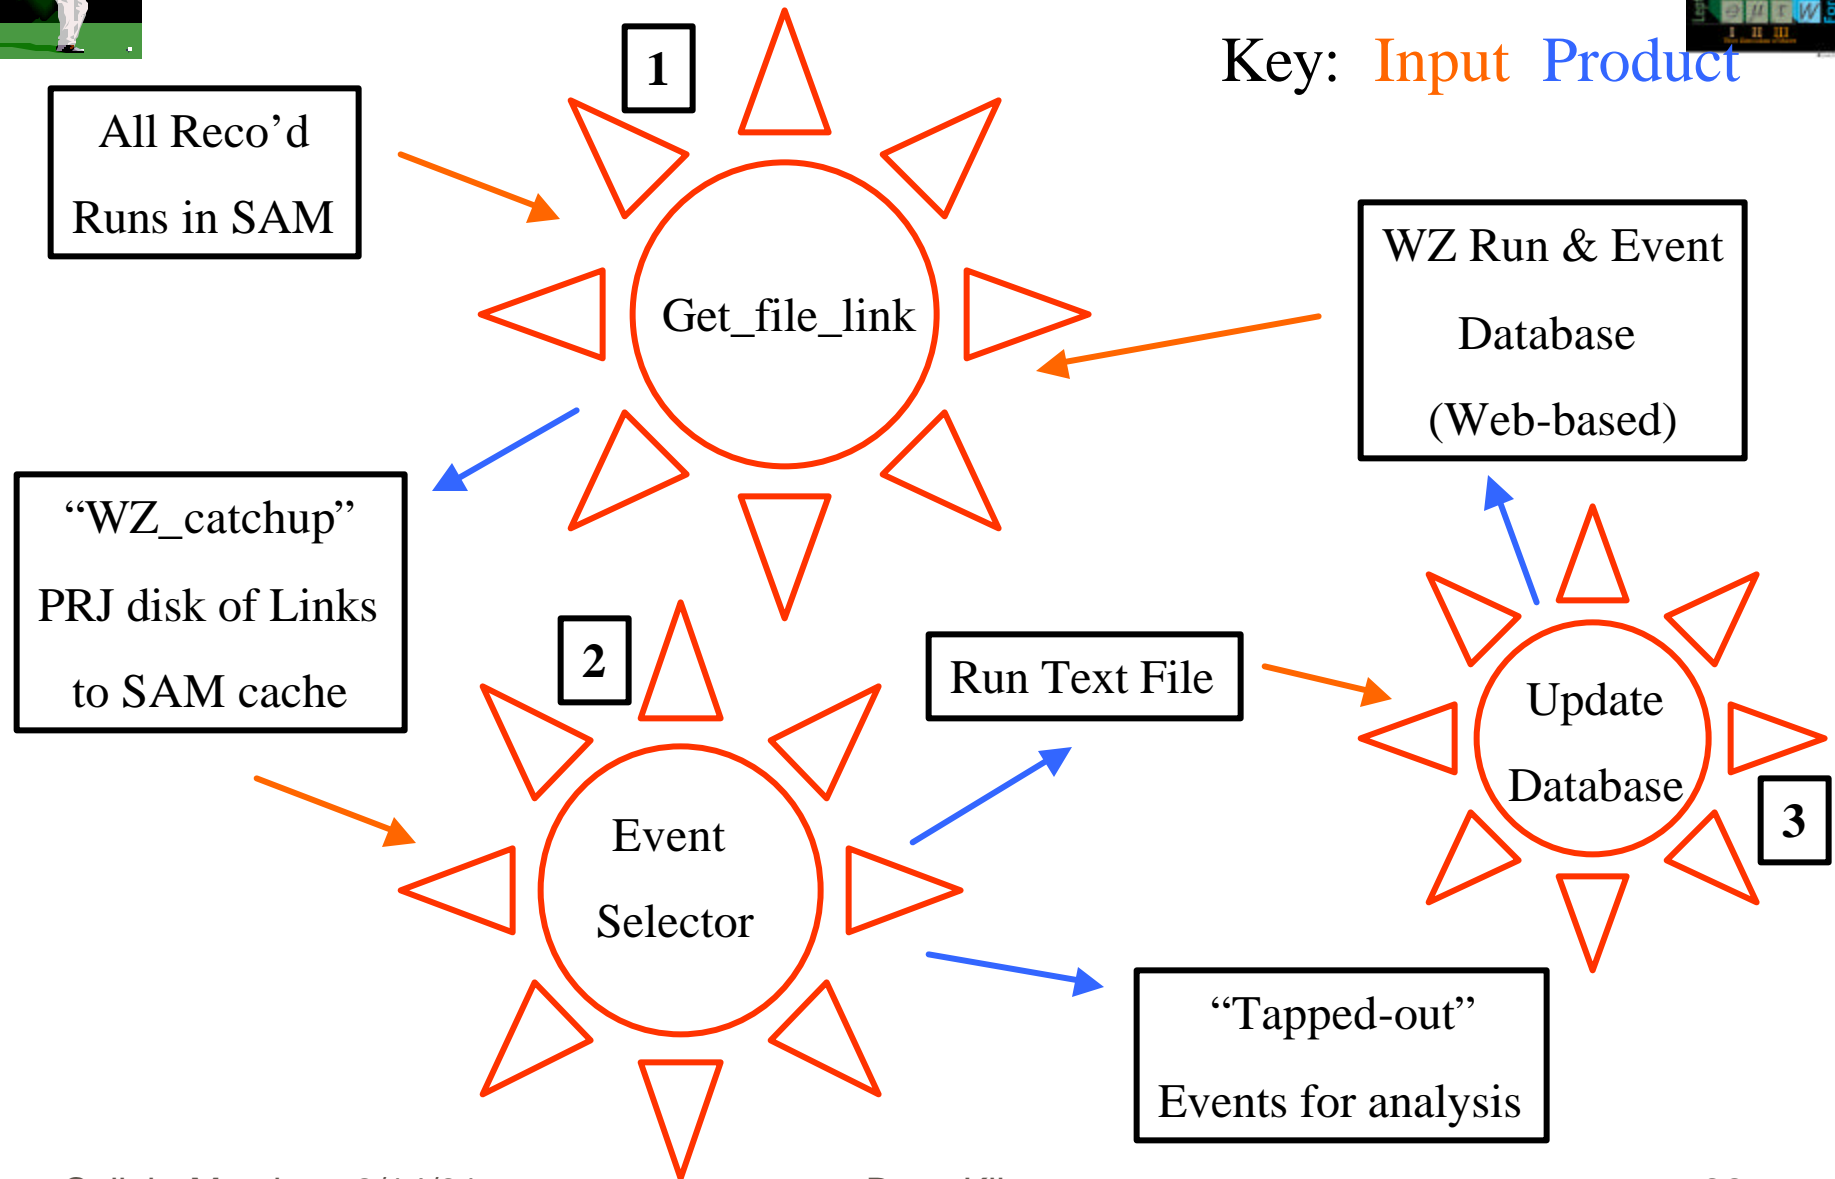 Key: Input Product
1
All Reco’d
Runs in SAM
Get_file_link
WZ Run & Event
Database
(Web-based)
“WZ_catchup”
PRJ disk of Links
to SAM cache
2
Run Text File
Update
Database
3
Event
Selector
“Tapped-out”
Events for analysis
e μ τ W
I II III